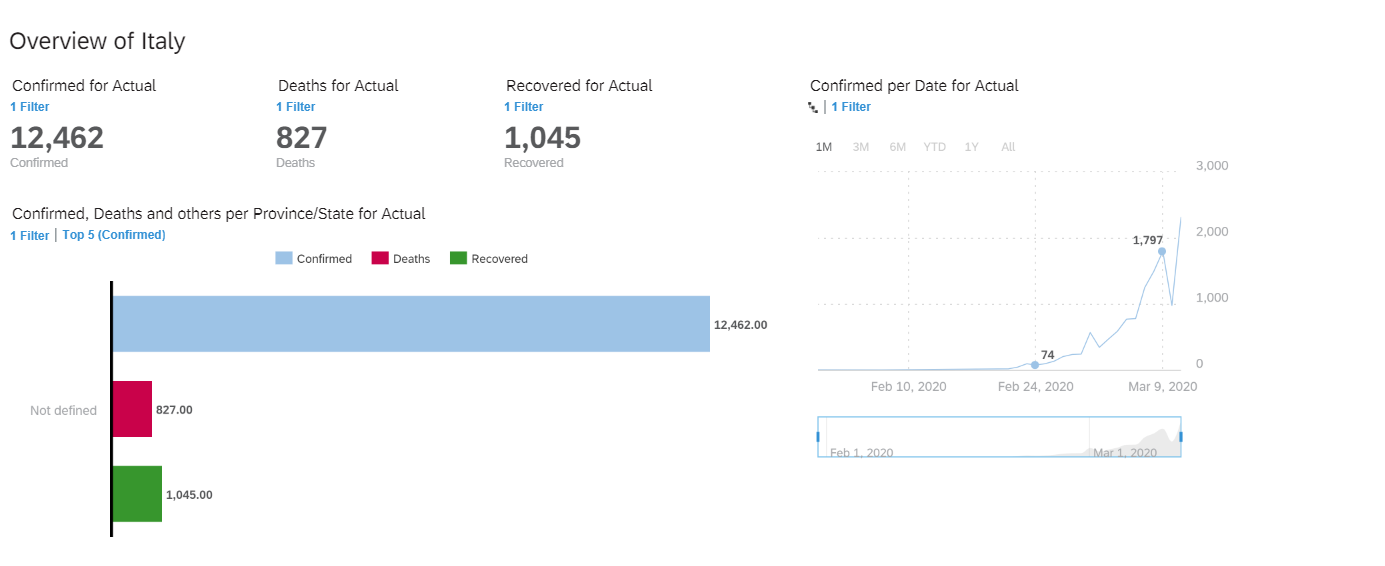 Overview of Italy
Confirmed for Actual
1 Filter
12,462
Confirmed
Deaths for Actual
1 Filter
827
Deaths
Recovered for Actual
1 Filter
1,045
Recovered
Confirmed, Deaths and others per Province/State for Actual
1 Filter | Top 5 (Confirmed)
Confirmed Deaths Recovered
12,462.00
Not defined 827.00
1,045.00
Confirmed per Date for Actual
| 1 Filter
1M 3M 6M YTD 1Y All
3,000
2,000
1,797
1,000
74
0
Feb 10, 2020 Feb 24, 2020 Mar 9, 2020
Feb 1, 2020 Mar 1, 2020